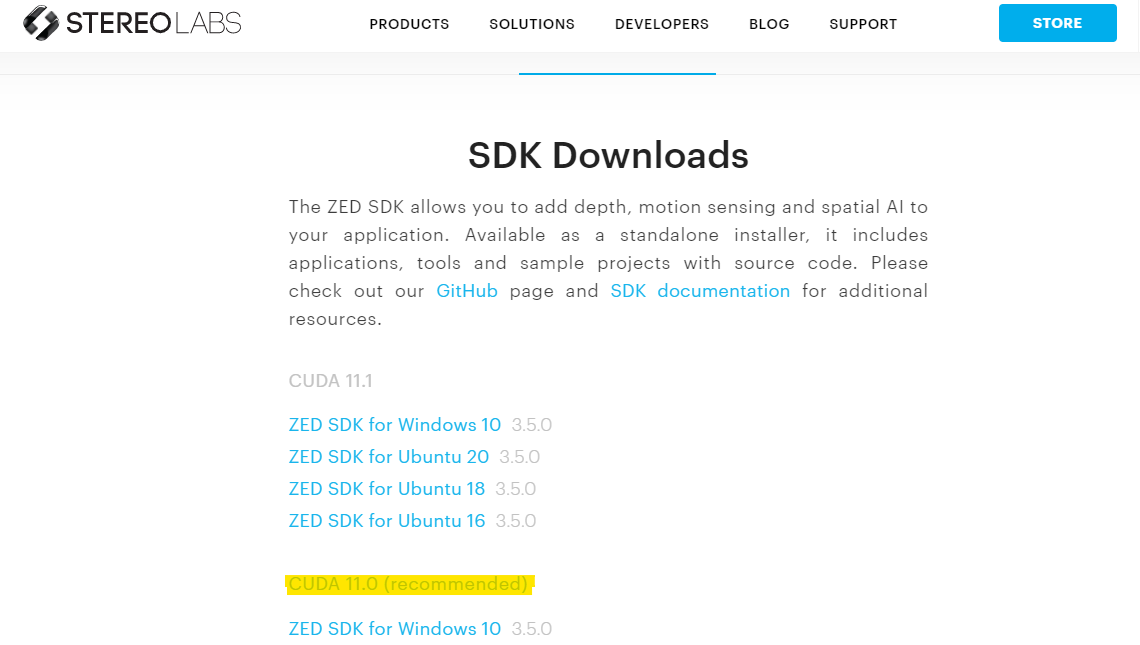 STEREOLABS
PRODUCTS SOLUTIONS DEVELOPERS BLOG SUPPORT STORE
SDK Downloads
The ZED SDK allows you to add depth, motion sensing and spatial AI to
your application. Available as a standalone installer, it includes
applications, tools and sample projects with source code. Please
check out our GitHub page and SDK documentation for additional
resources.
CUDA 11.1
ZED SDK for Windows 10 3.5.0
ZED SDK for Ubuntu 20 3.5.0
ZED SDK for Ubuntu 18 3.5.0
ZED SDK for Ubuntu 16 3.5.0
CUDA 11.0 (recommended)
ZED SDK for Windows 10 3.5.0